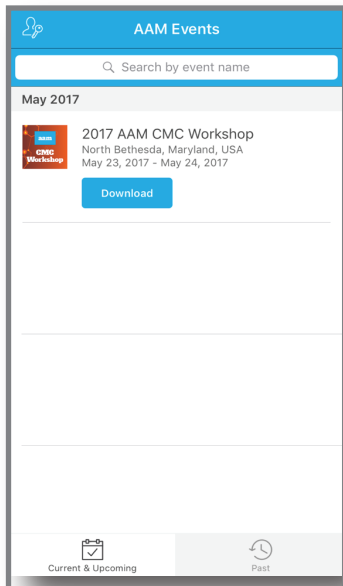 AAM Events
Search by event name
May 2017
aam
CMC
Workshop
2017 AAM CMC Workshop
North Bethesda, Maryland, USA
May 23, 2017 - May 24, 2017
Download
Current & Upcoming
Past